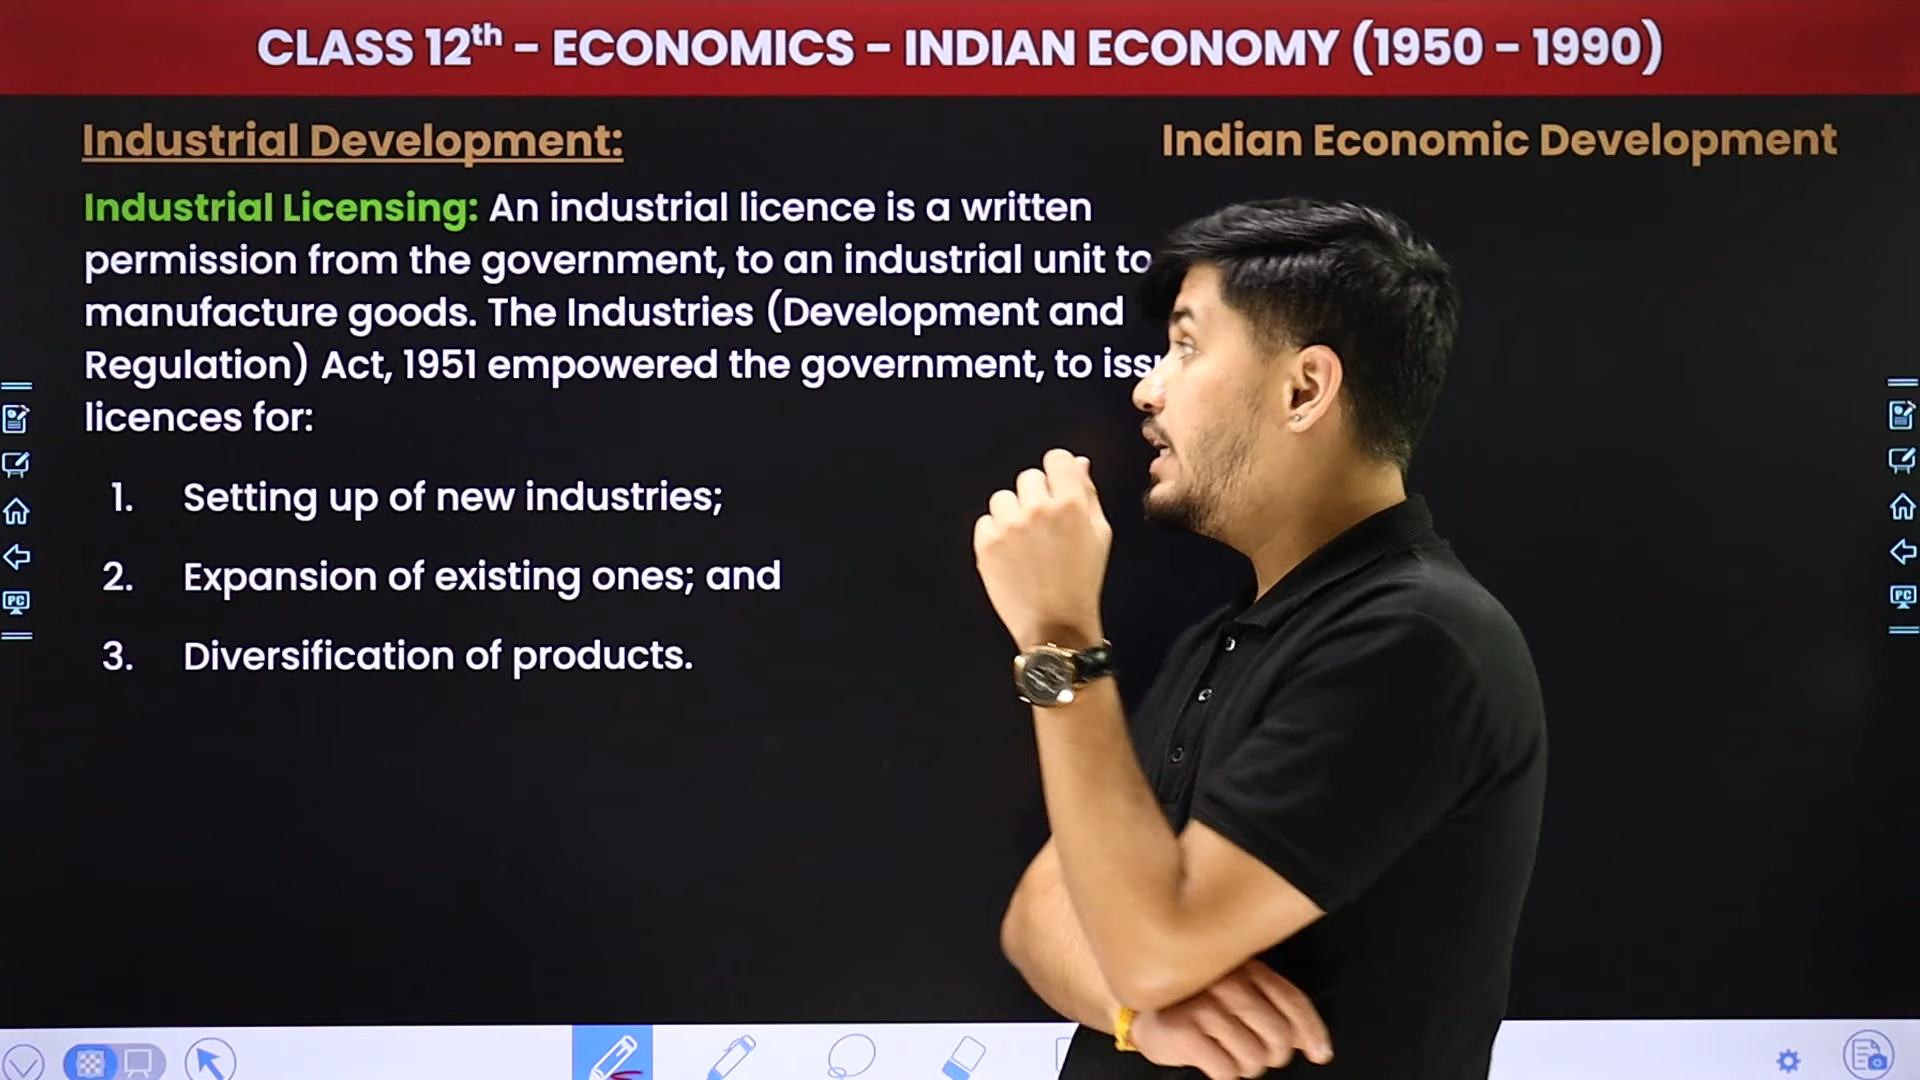 CLASS 12th – ECONOMICS – INDIAN ECONOMY (1950 – 1990)
Industrial Development:
Indian Economic Development
Industrial Licensing: An industrial licence is a written
permission from the government, to an industrial unit to
manufacture goods. The Industries (Development and
Regulation) Act, 1951 empowered the government, to
licences for:
1. Setting up of new industries;
2. Expansion of existing ones; and
3. Diversification of products.
PC
PC